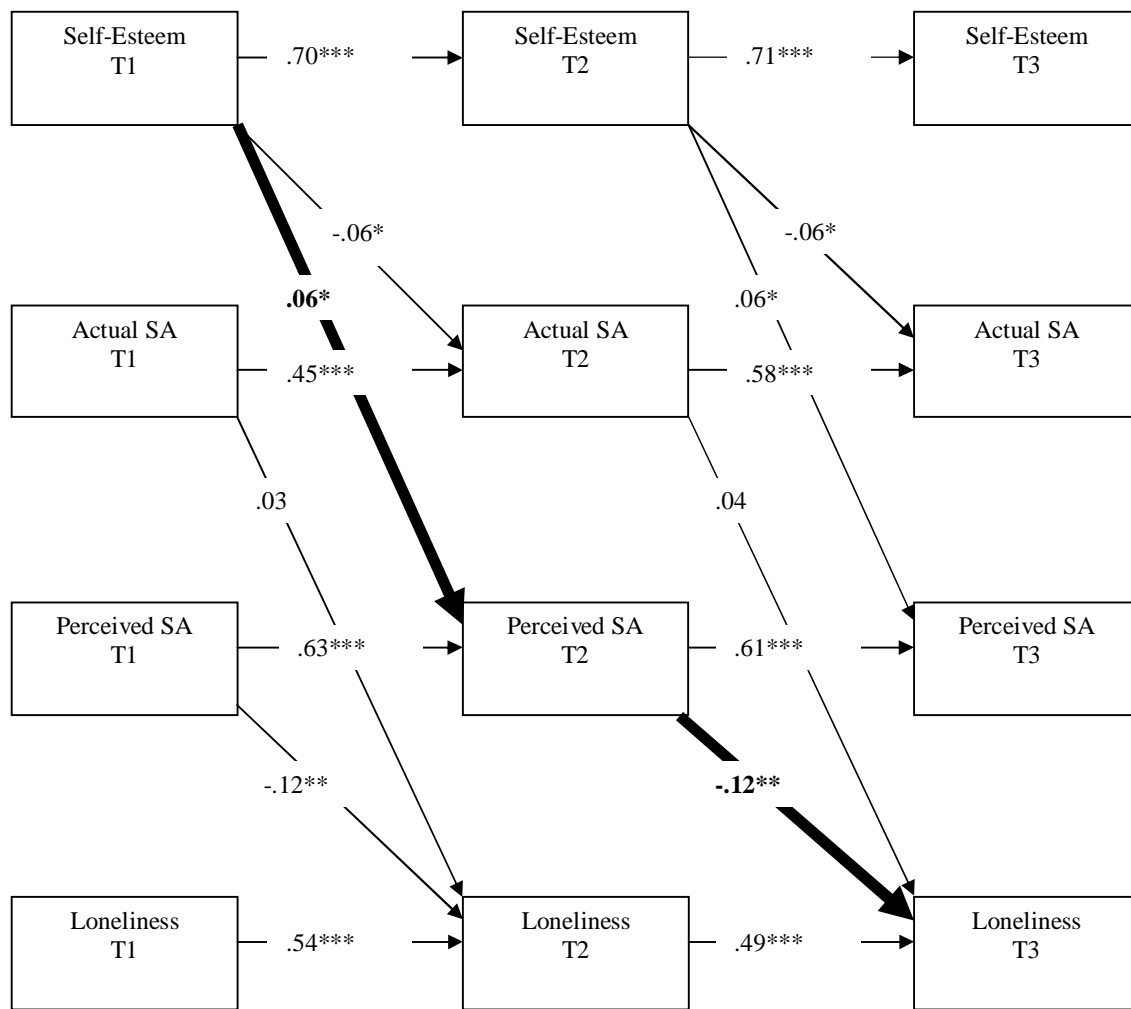 Self-Esteem
T1
.70***
Self-Esteem
T2
.71***
Self-Esteem
T3
-.06*
-.06*
.06*
.06*
Actual SA
T1
.45***
Actual SA
T2
.58***
Actual SA
T3
.03
.04
Perceived SA
T1
.63***
Perceived SA
T2
.61***
Perceived SA
T3
-.12**
-.12**
Loneliness
T1
.54***
Loneliness
T2
.49***
Loneliness
T3